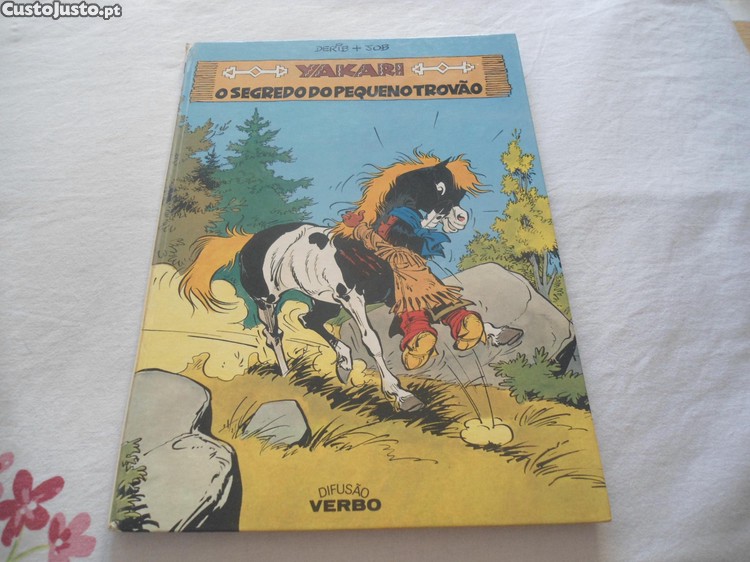 CustoJusto.pt
DERIB + JOB
YAKARI
O SEGREDO DO PEQUENO TROVÃO
DIFUSÃO
VERBO